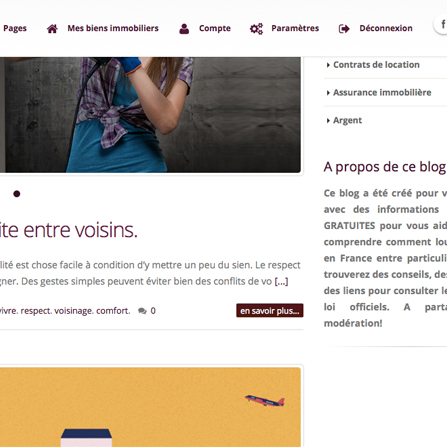 Pages Mes biens immobiliers Compte Paramètres Déconnexion
Contrats de location
Assurance immobilière
Argent
ite entre voisins.
lité est chose facile à condition d'y mettre un peu du sien. Le respect
gner. Des gestes simples peuvent éviter bien des conflits de vo [...]
ivre, respect, voisinage, comfort. 0
en savoir plus...
A propos de ce blog
Ce blog a été créé pour v
avec des informations
GRATUITES pour vous aid
comprendre comment lou
en France entre particuli
trouverez des conseils, de
des liens pour consulter le
loi officiels. A part
modération!